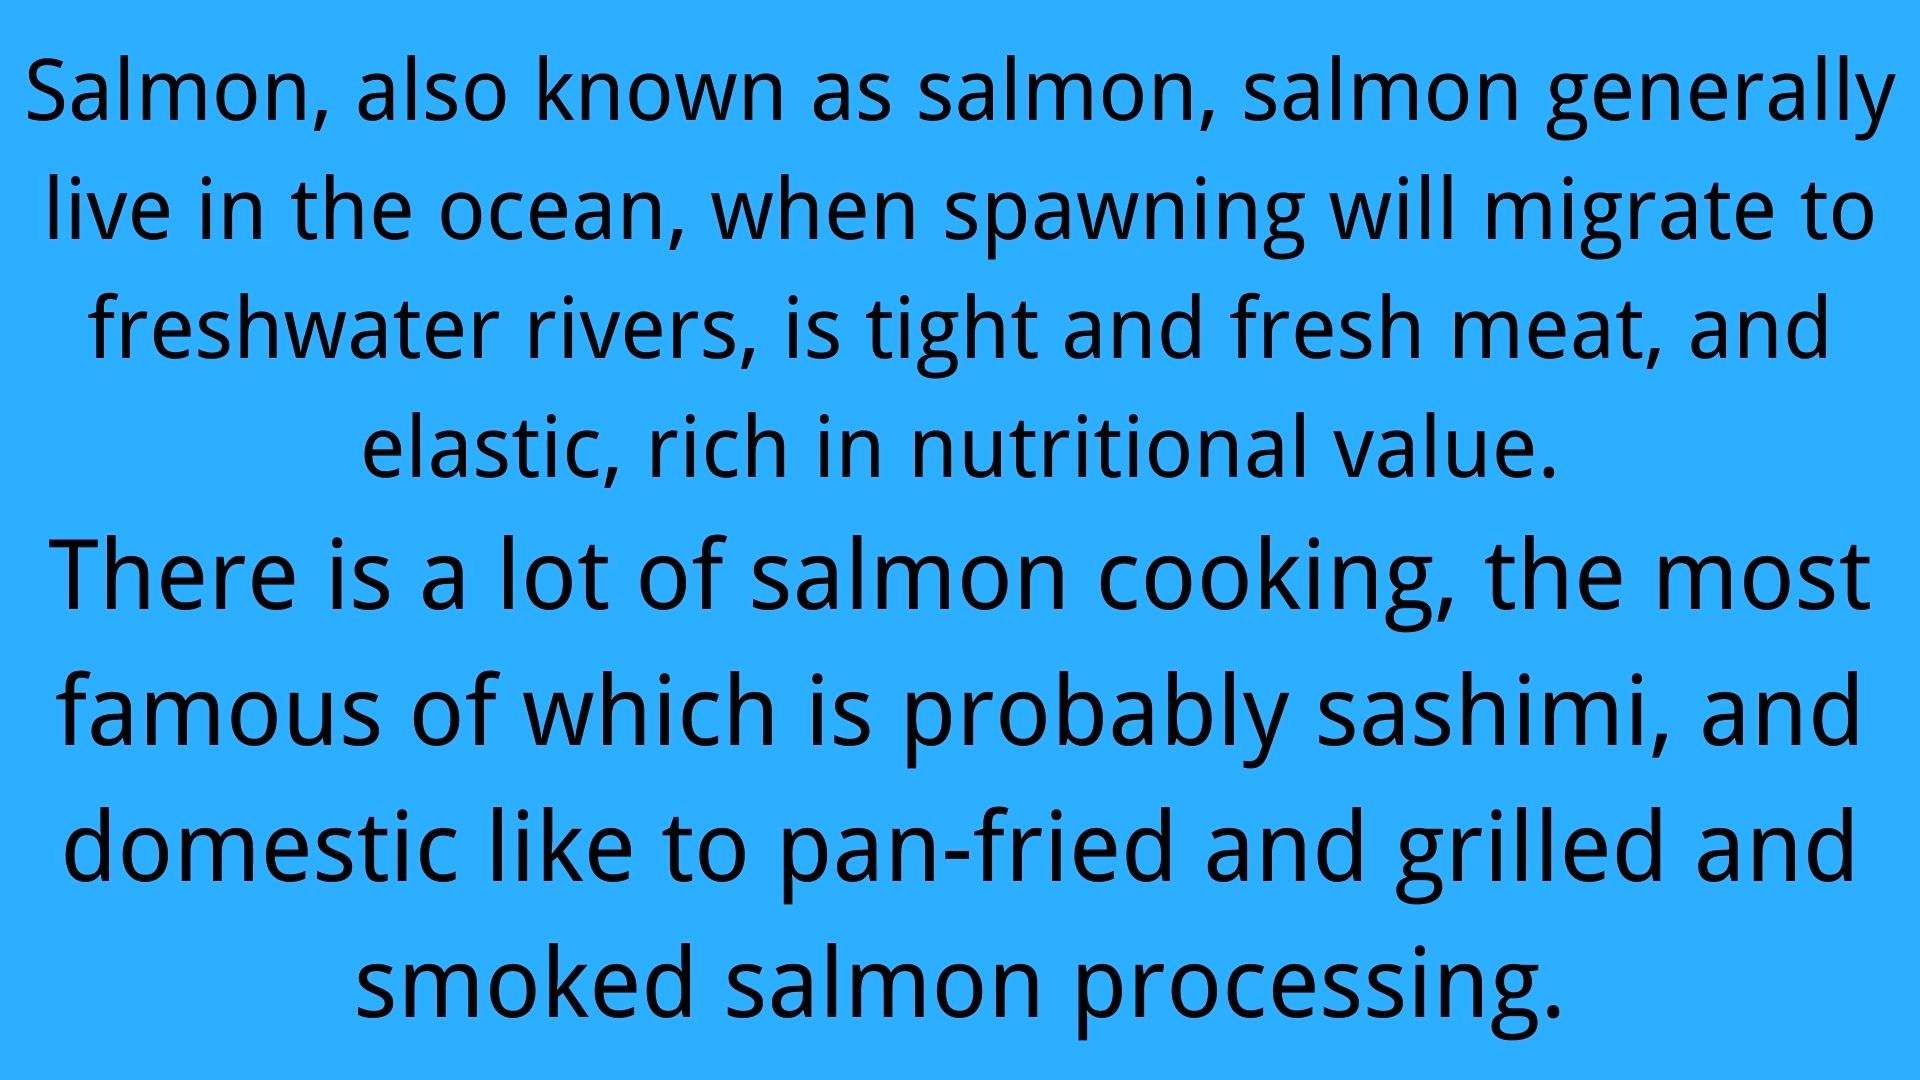 Salmon, also known as salmon, salmon generally
live in the ocean, when spawning will migrate to
freshwater rivers, is tight and fresh meat, and
elastic, rich in nutritional value.
There is a lot of salmon cooking, the most
famous of which is probably sashimi, and
domestic like to pan-fried and grilled and
smoked salmon processing.